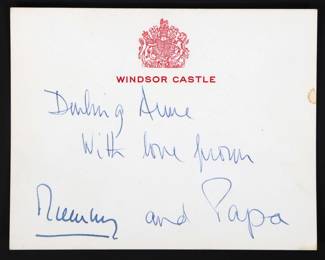 WINDSOR CASTLE
Darling Anne
With love from
Mummy and Papa